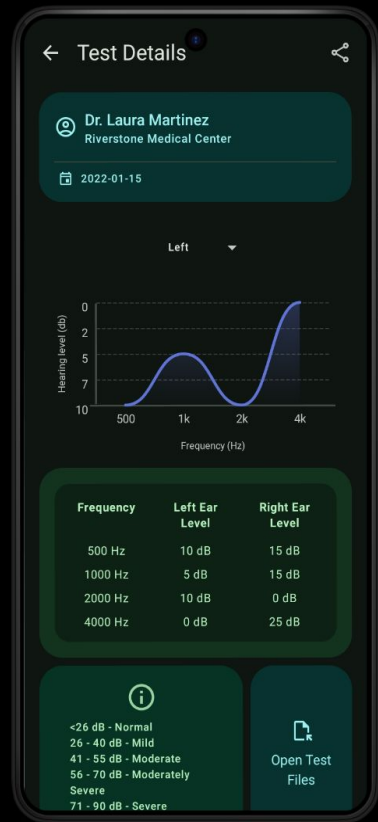 Test Details
Dr. Laura Martinez
Riverstone Medical Center
2022-01-15
Left
Hearing level (db)
0
2
5
7
10
500 1k 2k 4k
Frequency (Hz)
Frequency Left Ear Level Right Ear Level
500 Hz 10 dB 15 dB
1000 Hz 5 dB 15 dB
2000 Hz 10 dB 0 dB
4000 Hz 0 dB 25 dB
<26 dB - Normal
26 - 40 dB - Mild
41 - 55 dB - Moderate
56 - 70 dB - Moderately
Severe
71 - 90 dB - Severe
Open Test
Files